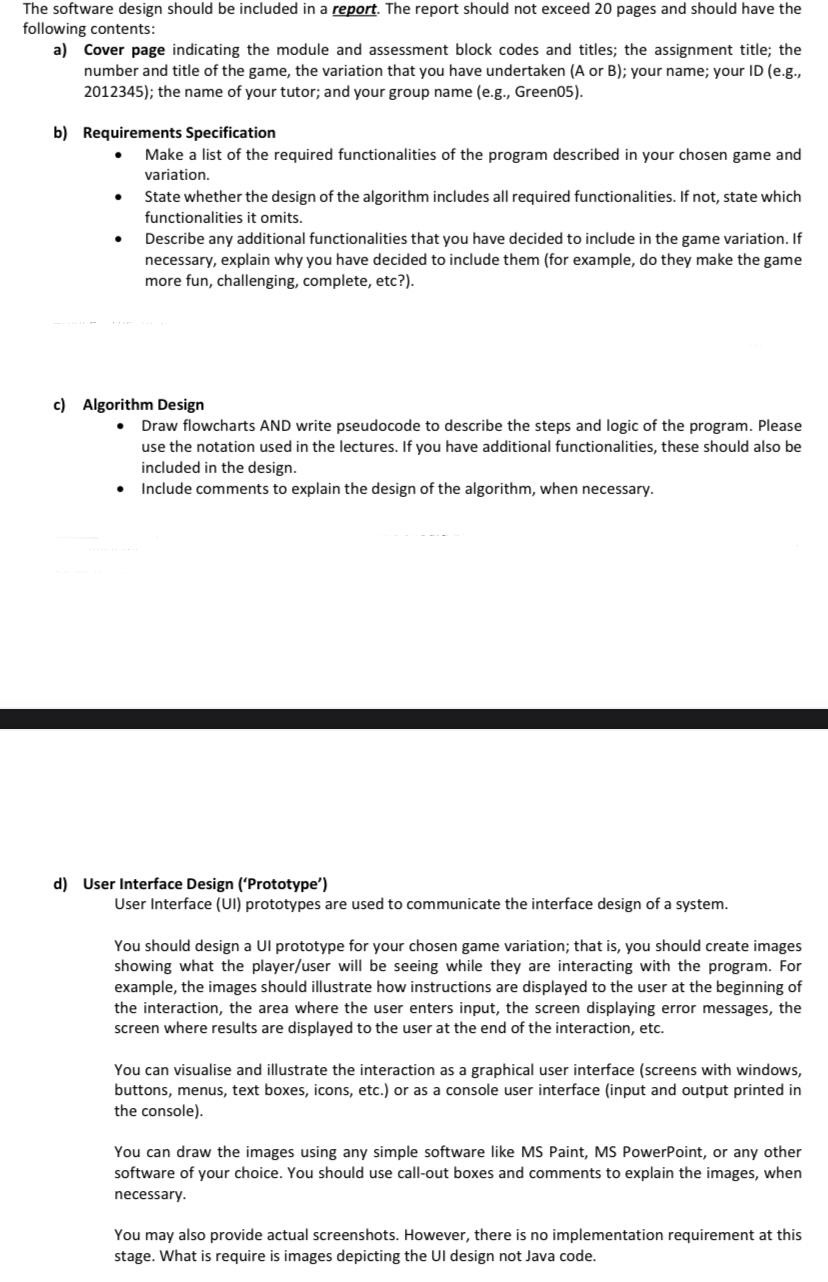 The software design should be included in a report. The report should not exceed 20 pages and should have the
following contents:
a) Cover page indicating the module and assessment block codes and titles; the assignment title; the
number and title of the game, the variation that you have undertaken (A or B); your name; your ID (e.g.,
2012345); the name of your tutor; and your group name (e.g., Green05).
b) Requirements Specification
• Make a list of the required functionalities of the program described in your chosen game and
variation.
• State whether the design of the algorithm includes all required functionalities. If not, state which
functionalities it omits.
• Describe any additional functionalities that you have decided to include in the game variation. If
necessary, explain why you have decided to include them (for example, do they make the game
more fun, challenging, complete, etc?).
c) Algorithm Design
• Draw flowcharts AND write pseudocode to describe the steps and logic of the program. Please
use the notation used in the lectures. If you have additional functionalities, these should also be
included in the design.
• Include comments to explain the design of the algorithm, when necessary.
d) User Interface Design (‘Prototype’)
User Interface (UI) prototypes are used to communicate the interface design of a system.
You should design a UI prototype for your chosen game variation; that is, you should create images
showing what the player/user will be seeing while they are interacting with the program. For
example, the images should illustrate how instructions are displayed to the user at the beginning of
the interaction, the area where the user enters input, the screen displaying error messages, the
screen where results are displayed to the user at the end of the interaction, etc.
You can visualise and illustrate the interaction as a graphical user interface (screens with windows,
buttons, menus, text boxes, icons, etc.) or as a console user interface (input and output printed in
the console).
You can draw the images using any simple software like MS Paint, MS PowerPoint, or any other
software of your choice. You should use call-out boxes and comments to explain the images, when
necessary.
You may also provide actual screenshots. However, there is no implementation requirement at this
stage. What is require is images depicting the UI design not Java code.